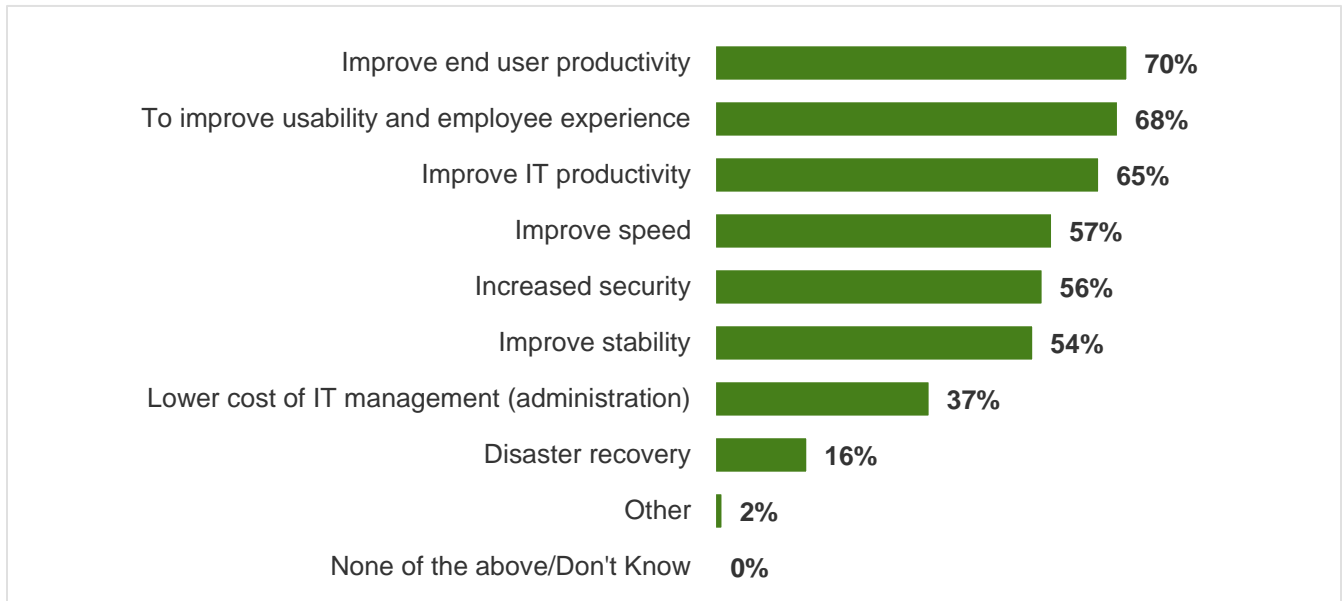 Improve end user productivity 70%
To improve usability and employee experience 68%
Improve IT productivity 65%
Improve speed 57%
Increased security 56%
Improve stability 54%
Lower cost of IT management (administration) 37%
Disaster recovery 16%
Other 2%
None of the above/Don't Know 0%